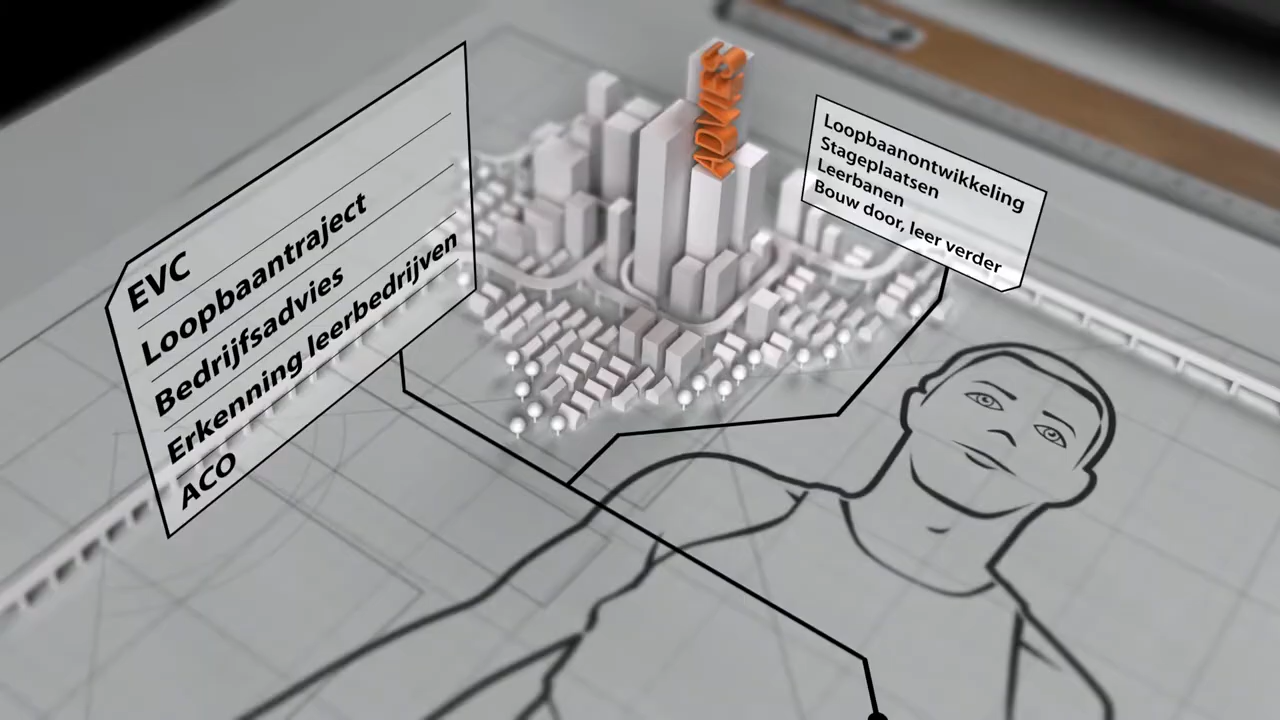 EVC
Loopbaantraject
Bedrijfsadvies
Erkenning leerbedrijven
ACO
ADVIES
Loopbaanontwikkeling
Stageplaatsen
Leerbanen
Bouw door, leer verder